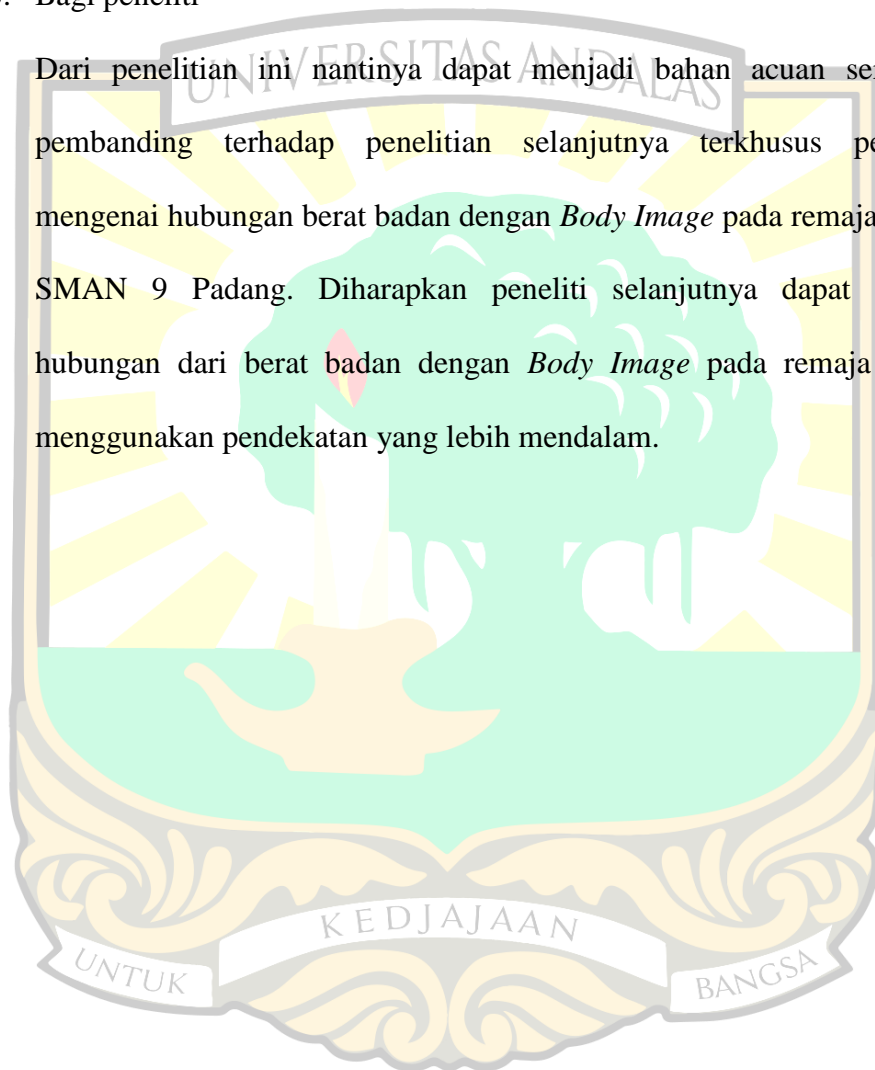 Bagi peneliti
UNIVERSITAS ANDALAS
Dari penelitian ini nantinya dapat menjadi bahan acuan
pembanding terhadap penelitian selanjutnya terkhusus
mengenai hubungan berat badan dengan Body Image pada remaja
SMAN 9 Padang. Diharapkan peneliti selanjutnya dapat
hubungan dari berat badan dengan Body Image pada remaja
menggunakan pendekatan yang lebih mendalam.
KEDJAJAAN
UNTUK BANGSA